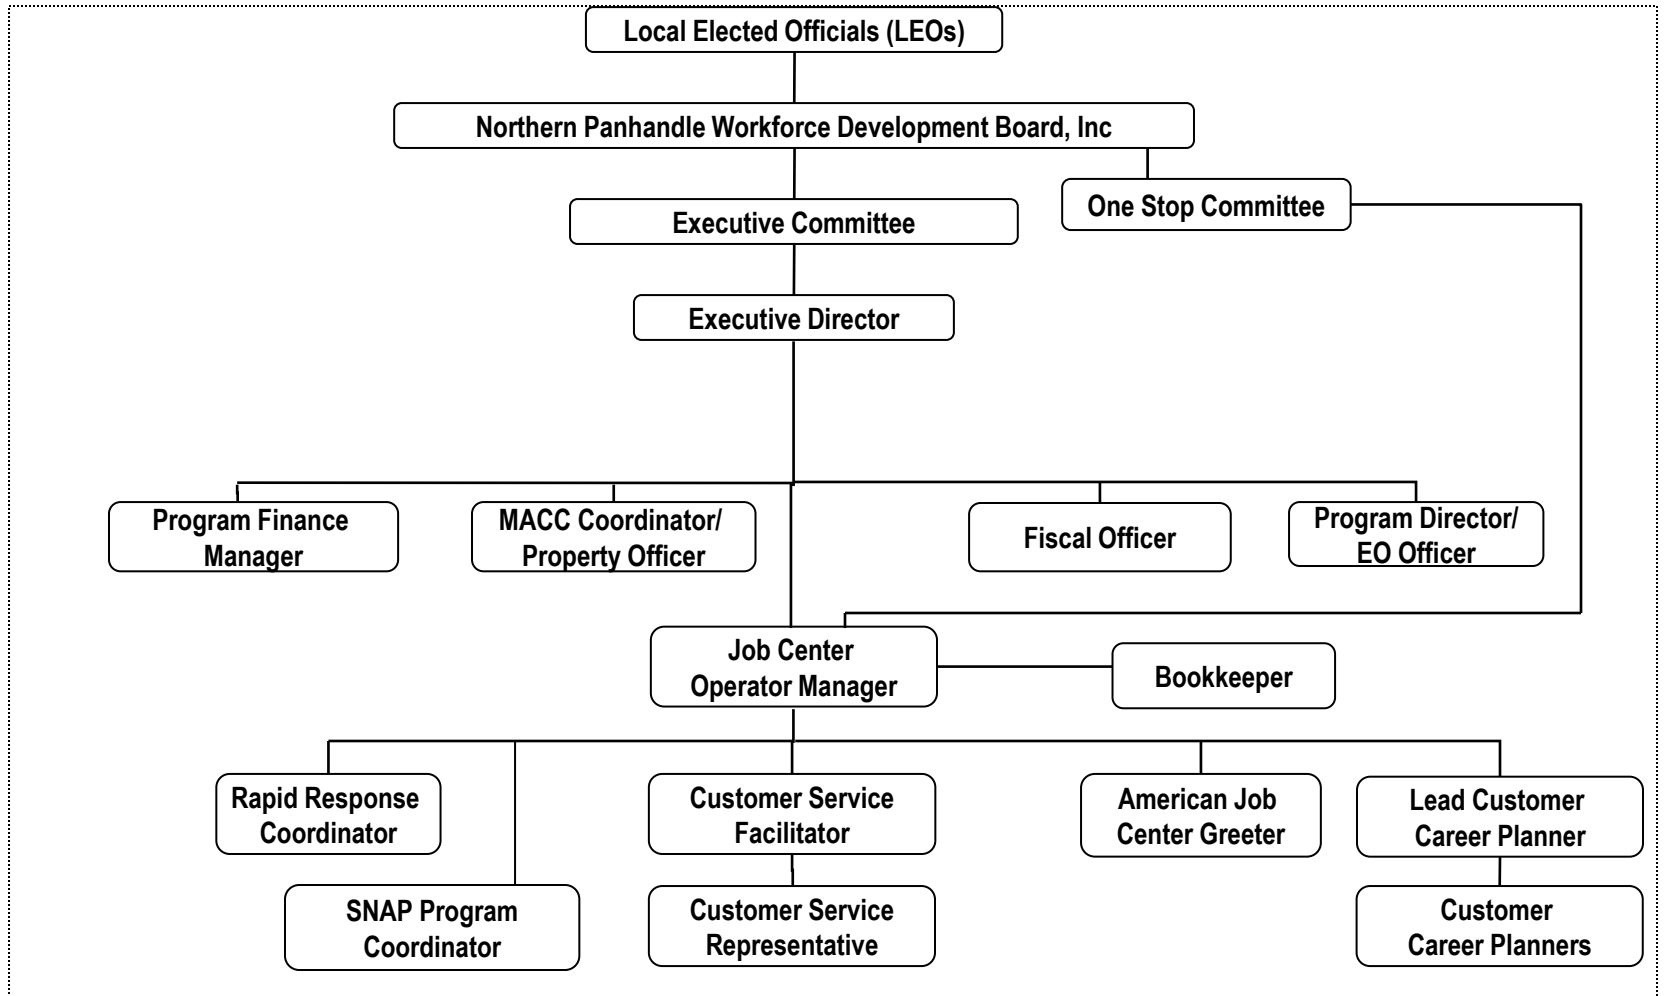 Local Elected Officials (LEOs)
Northern Panhandle Workforce Development Board, Inc
One Stop Committee
Executive Committee
Executive Director
Program Finance
Manager
MACC Coordinator/
Property Officer
Fiscal Officer
Program Director/
EO Officer
Job Center
Operator Manager
Bookkeeper
Rapid Response
Coordinator
Customer Service
Facilitator
American Job
Center Greeter
Lead Customer
Career Planner
SNAP Program
Coordinator
Customer Service
Representative
Customer
Career Planners